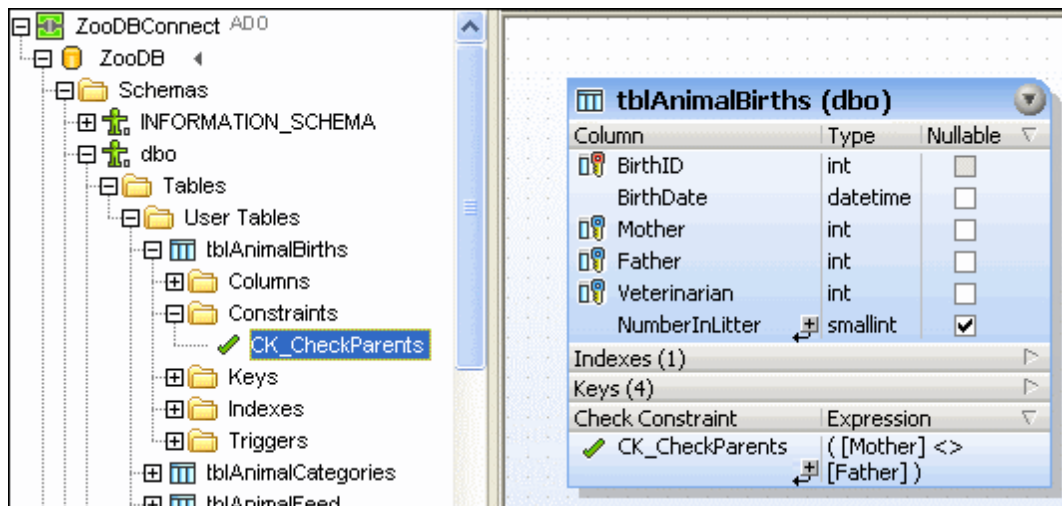 ZooDBConnect ADO
ZooDB
Schemas
INFORMATION_SCHEMA
dbo
Tables
User Tables
tblAnimalBirths
Columns
Constraints
CK_CheckParents
Keys
Indexes
Triggers
tblAnimalCategories
tblAnimalFeed
tblAnimalBirths (dbo)
Column Type Nullable
BirthID int
BirthDate datetime
Mother int
Father int
Veterinarian int
NumberInLitter smallint
Indexes (1)
Keys (4)
Check Constraint Expression
CK_CheckParents ( [Mother] <>
[Father] )